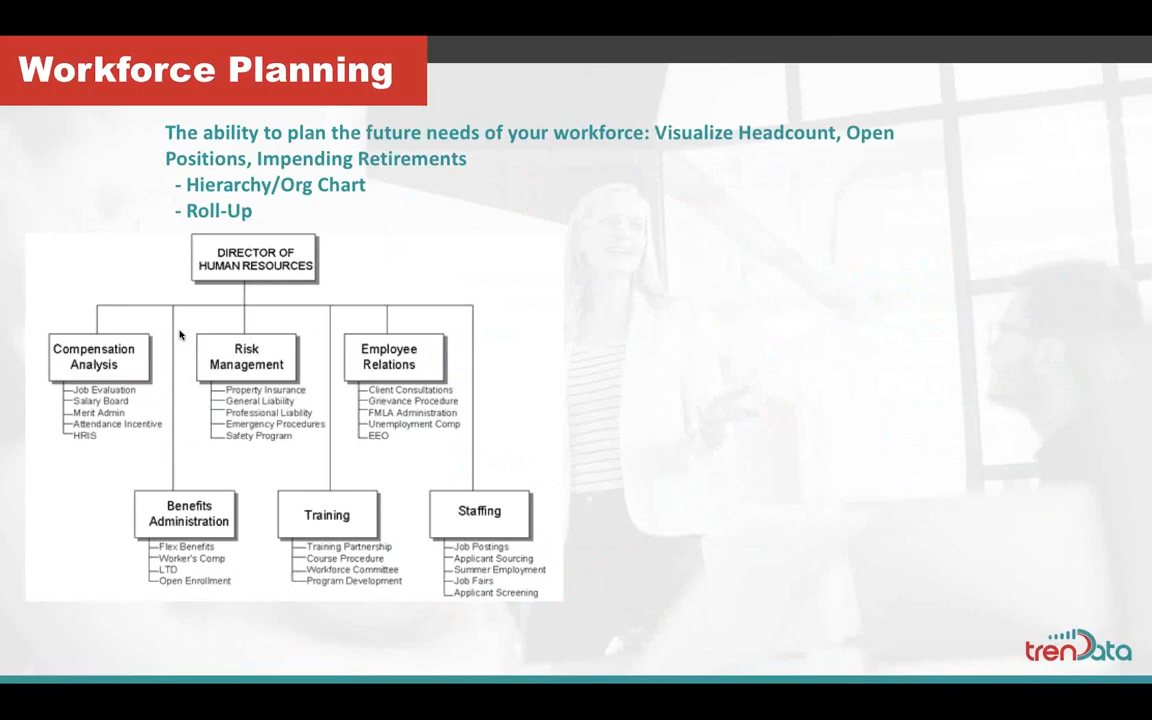 Workforce Planning
The ability to plan the future needs of your workforce: Visualize Headcount, Open
Positions, Impending Retirements
- Hierarchy/Org Chart
- Roll-Up
DIRECTOR OF
HUMAN RESOURCES
Compensation
Analysis
Job Evaluation
Salary Board
Merit Admin
Attendance Incentive
HRIS
Risk
Management
Property Insurance
General Liability
Professional Liability
Emergency Procedures
Safety Program
Employee
Relations
Client Consultations
Grievance Procedure
FMLA Administration
Unemployment Comp
EEO
Benefits
Administration
Flex Benefits
Worker's Comp
LTD
Open Enrollment
Training
Training Partnership
Course Procedure
Workforce Committee
Program Development
Staffing
Job Postings
Applicant Sourcing
Summer Employment
Job Fairs
Applicant Screening
trenData